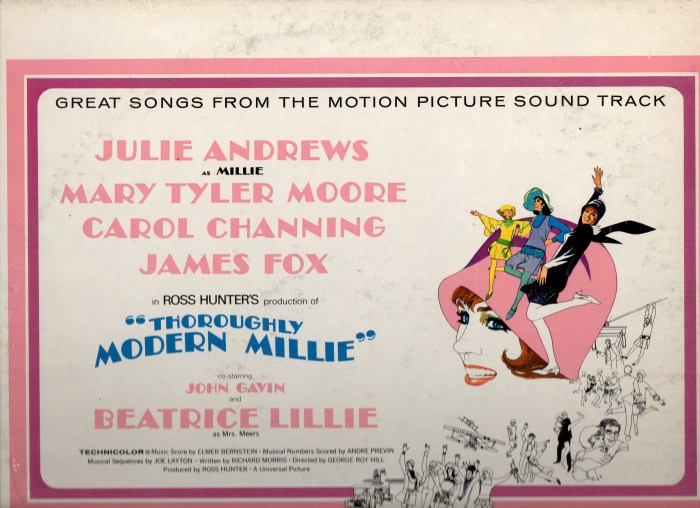 GREAT SONGS FROM THE MOTION PICTURE SOUND TRACK
JULIE ANDREWS
AS MILLIE
MARY TYLER MOORE
CAROL CHANNING
JAMES FOX
in ROSS HUNTER'S production of
"THOROUGHLY
MODERN MILLIE"
co-starring
JOHN GAVIN
and
BEATRICE LILLIE
as Mrs. Meers
TECHNICOLOR ® Music Score by ELMER BERNSTEIN · Musical Numbers Scored by ANDRE PREVIN
Musical Sequences by JOE LAYTON · Written by RICHARD MORRIS · Directed by GEORGE ROY HILL
Produced by ROSS HUNTER · A Universal Picture